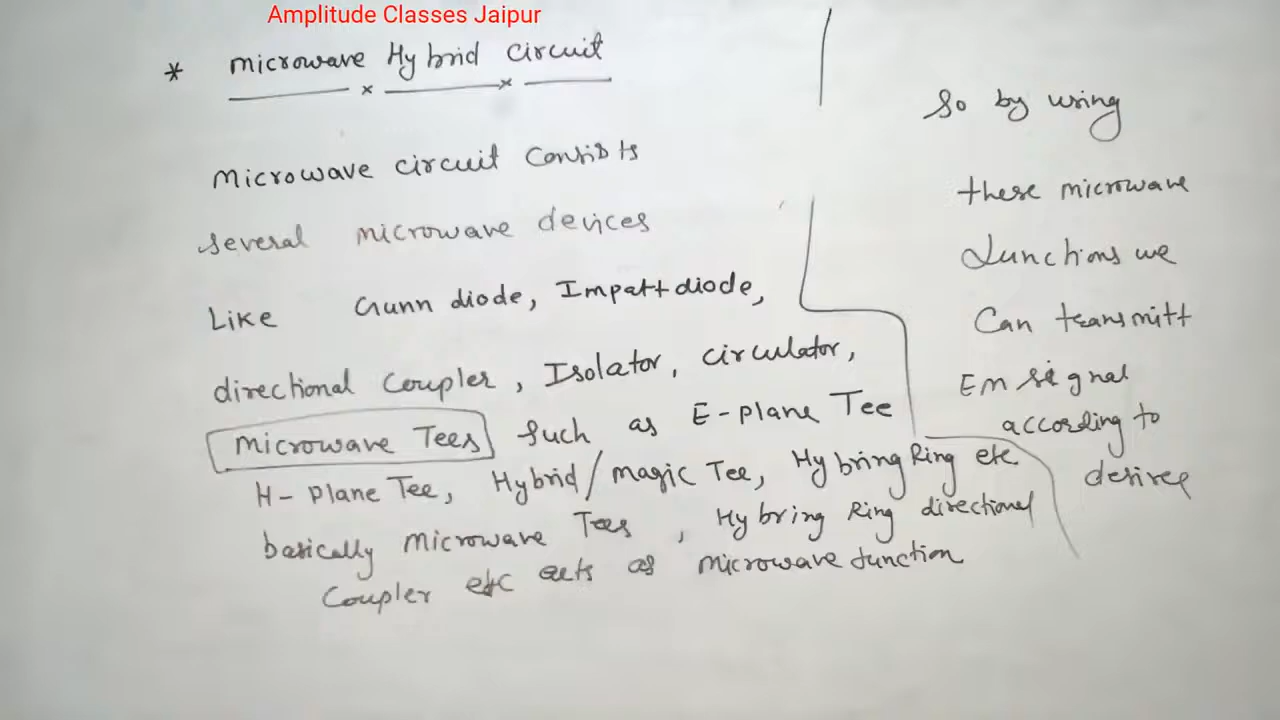 Amplitude Classes Jaipur
* microwave Hybrid circuit
microwave circuit Consists
several microwave devices
Like Gunn diode, Impatt diode,
directional Coupler, Isolator, circulator,
microwave Tees such as E-plane Tee
H-plane Tee, Hybrid/magic Tee, Hybring Ring etc
basically microwave Tees, Hybring Ring directional
Coupler etc acts as microwave Junction
So by using
these microwave
Junctions we
Can transmitt
Em signal
according to